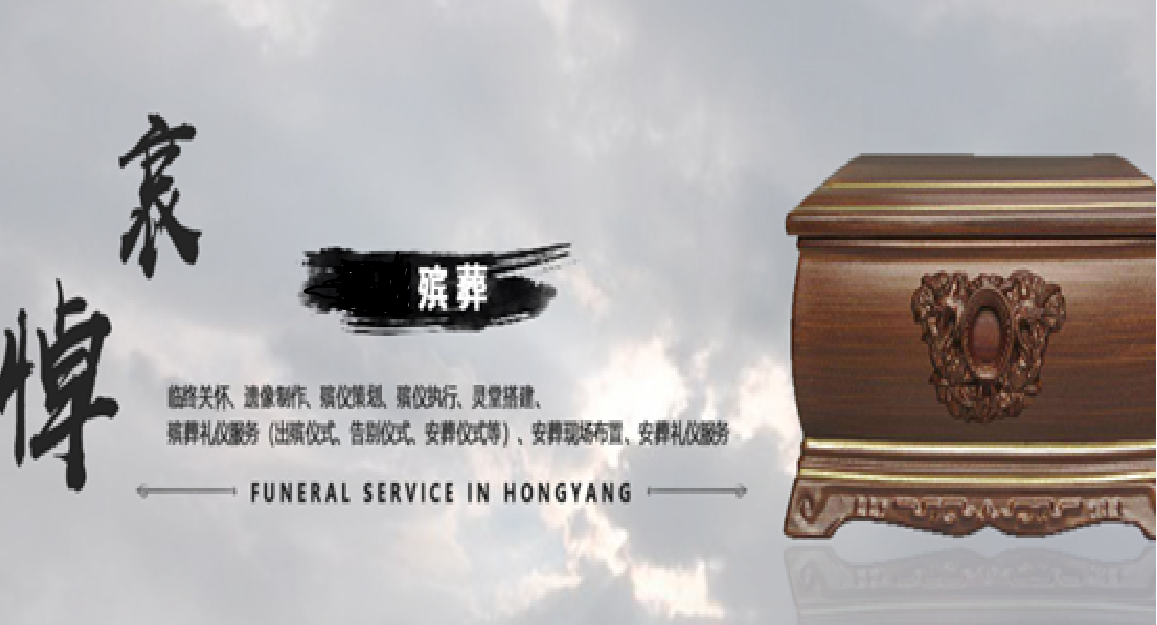 哀
悼
殡葬
临终关怀、遗像制作、殡仪策划、殡仪执行、灵堂搭建、
殡葬礼仪服务（出殡仪式、告别仪式、安葬仪式等）、安葬现场布置、安葬礼仪服务
FUNERAL SERVICE IN HONGYANG